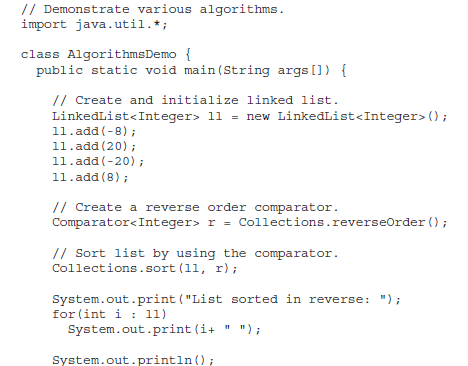 // Demonstrate various algorithms.
import java.util.*;
class AlgorithmsDemo {
public static void main(String args[]) {
// Create and initialize linked list.
LinkedList<Integer> ll = new LinkedList<Integer>();
ll.add(-8);
ll.add(20);
ll.add(-20);
ll.add(8);
// Create a reverse order comparator.
Comparator<Integer> r = Collections.reverseOrder();
// Sort list by using the comparator.
Collections.sort(ll, r);
System.out.print("List sorted in reverse: ");
for(int i : ll)
System.out.print(i+ " ");
System.out.println();